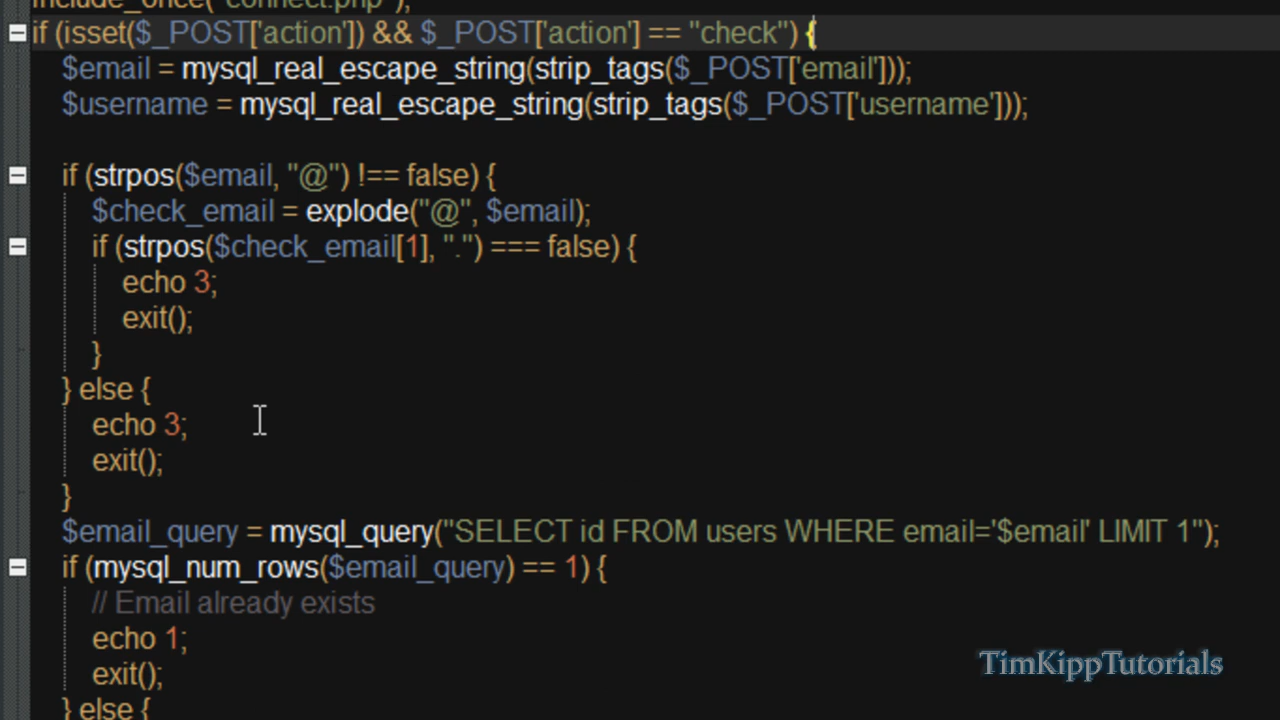 include_once("connect.php");
if (isset($_POST['action']) && $_POST['action'] == "check") {
$email = mysql_real_escape_string(strip_tags($_POST['email']));
$username = mysql_real_escape_string(strip_tags($_POST['username']));
if (strpos($email, "@") !== false) {
$check_email = explode("@", $email);
if (strpos($check_email[1], ".") === false) {
echo 3;
exit();
}
} else {
echo 3;
exit();
}
$email_query = mysql_query("SELECT id FROM users WHERE email='$email' LIMIT 1");
if (mysql_num_rows($email_query) == 1) {
// Email already exists
echo 1;
exit();
} else {
TimKippTutorials